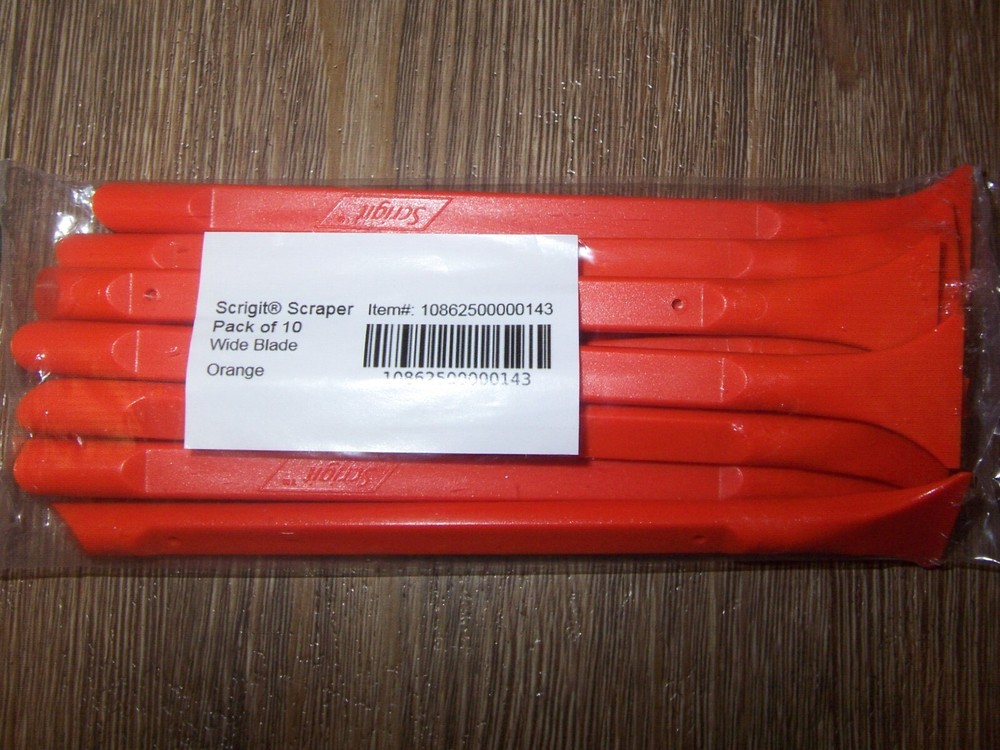 Scrigit
Scrigit® Scraper Item#: 10862500000143
Pack of 10
Wide Blade
10862500000143
Orange
Scrigit